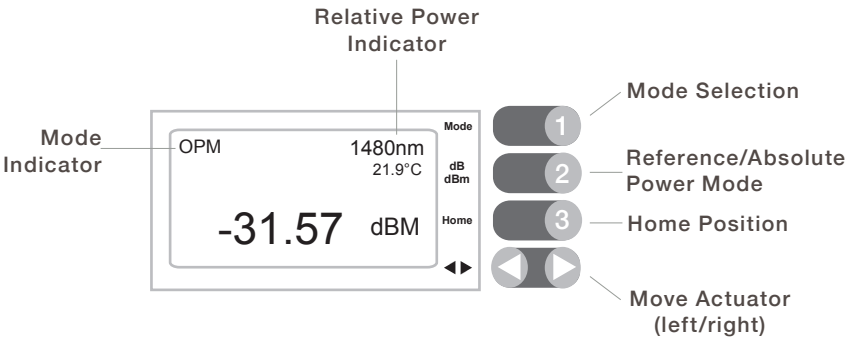 Relative Power
Indicator
Mode
Indicator
OPM
1480nm
21.9°C
-31.57 dBM
Mode
dB
dBm
Home
◀▶
1
2
3
Mode Selection
Reference/Absolute
Power Mode
Home Position
Move Actuator
(left/right)